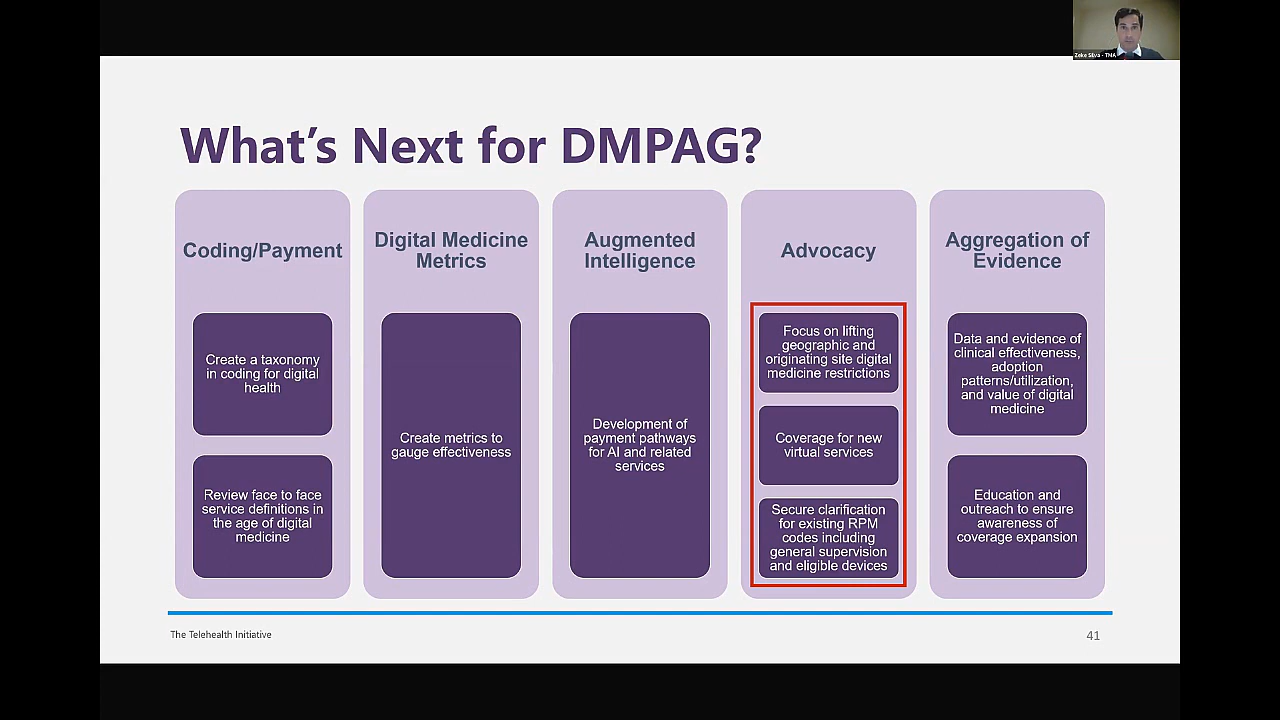 Zeke Silva - TMA
What's Next for DMPAG?
Coding/Payment
Create a taxonomy
in coding for digital
health
Review face to face
service definitions in
the age of digital
medicine
Digital Medicine
Metrics
Create metrics to
gauge effectiveness
Augmented
Intelligence
Development of
payment pathways
for AI and related
services
Advocacy
Focus on lifting
geographic and
originating site digital
medicine restrictions
Coverage for new
virtual services
Secure clarification
for existing RPM
codes including
general supervision
and eligible devices
Aggregation of
Evidence
Data and evidence of
clinical effectiveness,
adoption
patterns/utilization,
and value of digital
medicine
Education and
outreach to ensure
awareness of
coverage expansion
The Telehealth Initiative
41